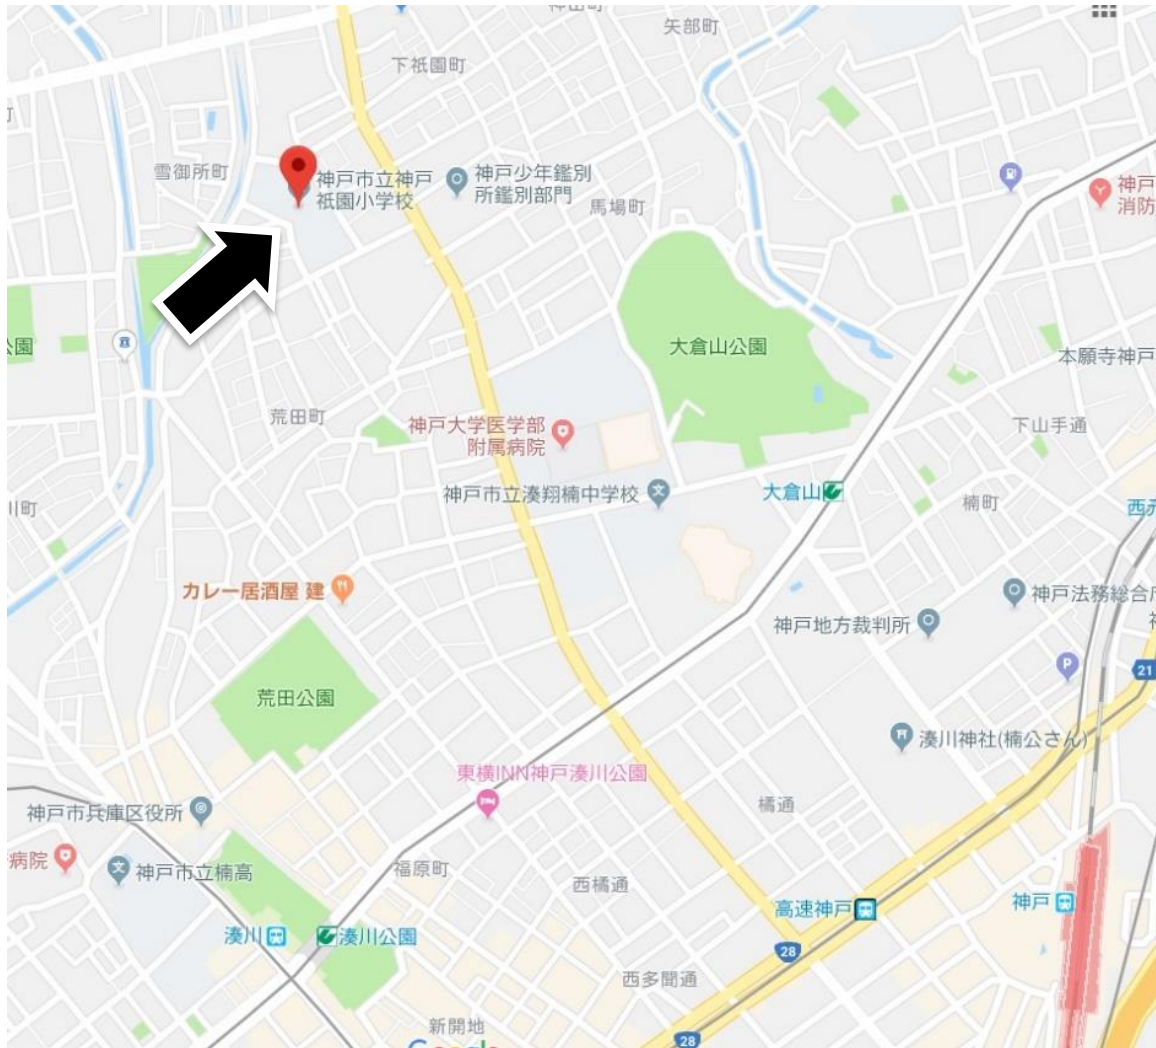 矢部町
下祇園町
雪御所町
神戸市立神戸
祇園小学校
神戸少年鑑別
所鑑別部門
馬場町
神戸
消防
公園
大倉山公園
本願寺神戸
荒田町
神戸大学医学部
附属病院
下山手通
神戸市立湊翔楠中学校
大倉山
楠町
川町
西元
カレー居酒屋 建
神戸法務総合
神戸地方裁判所
P
21
荒田公園
湊川神社(楠公さん)
東横INN神戸湊川公園
橘通
神戸市兵庫区役所
病院
神戸市立楠高
福原町
西橘通
高速神戸
神戸
湊川
湊川公園
28
西多聞通
新開地
28